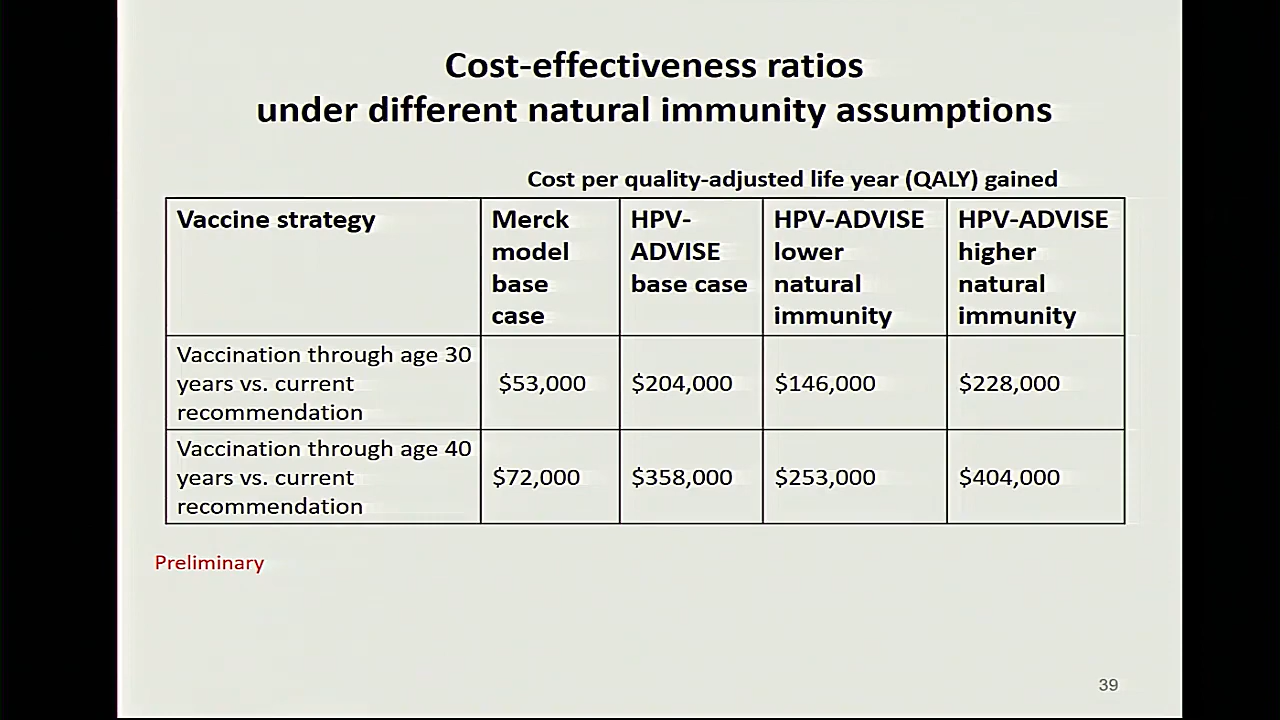 Cost-effectiveness ratios
under different natural immunity assumptions
Cost per quality-adjusted life year (QALY) gained
Vaccine strategy
Merck
model
base
case
HPV-
ADVISE
base case
HPV-ADVISE
lower
natural
immunity
HPV-ADVISE
higher
natural
immunity
Vaccination through age 30
years vs. current
recommendation
$53,000
$204,000
$146,000
$228,000
Vaccination through age 40
years vs. current
recommendation
$72,000
$358,000
$253,000
$404,000
Preliminary
39